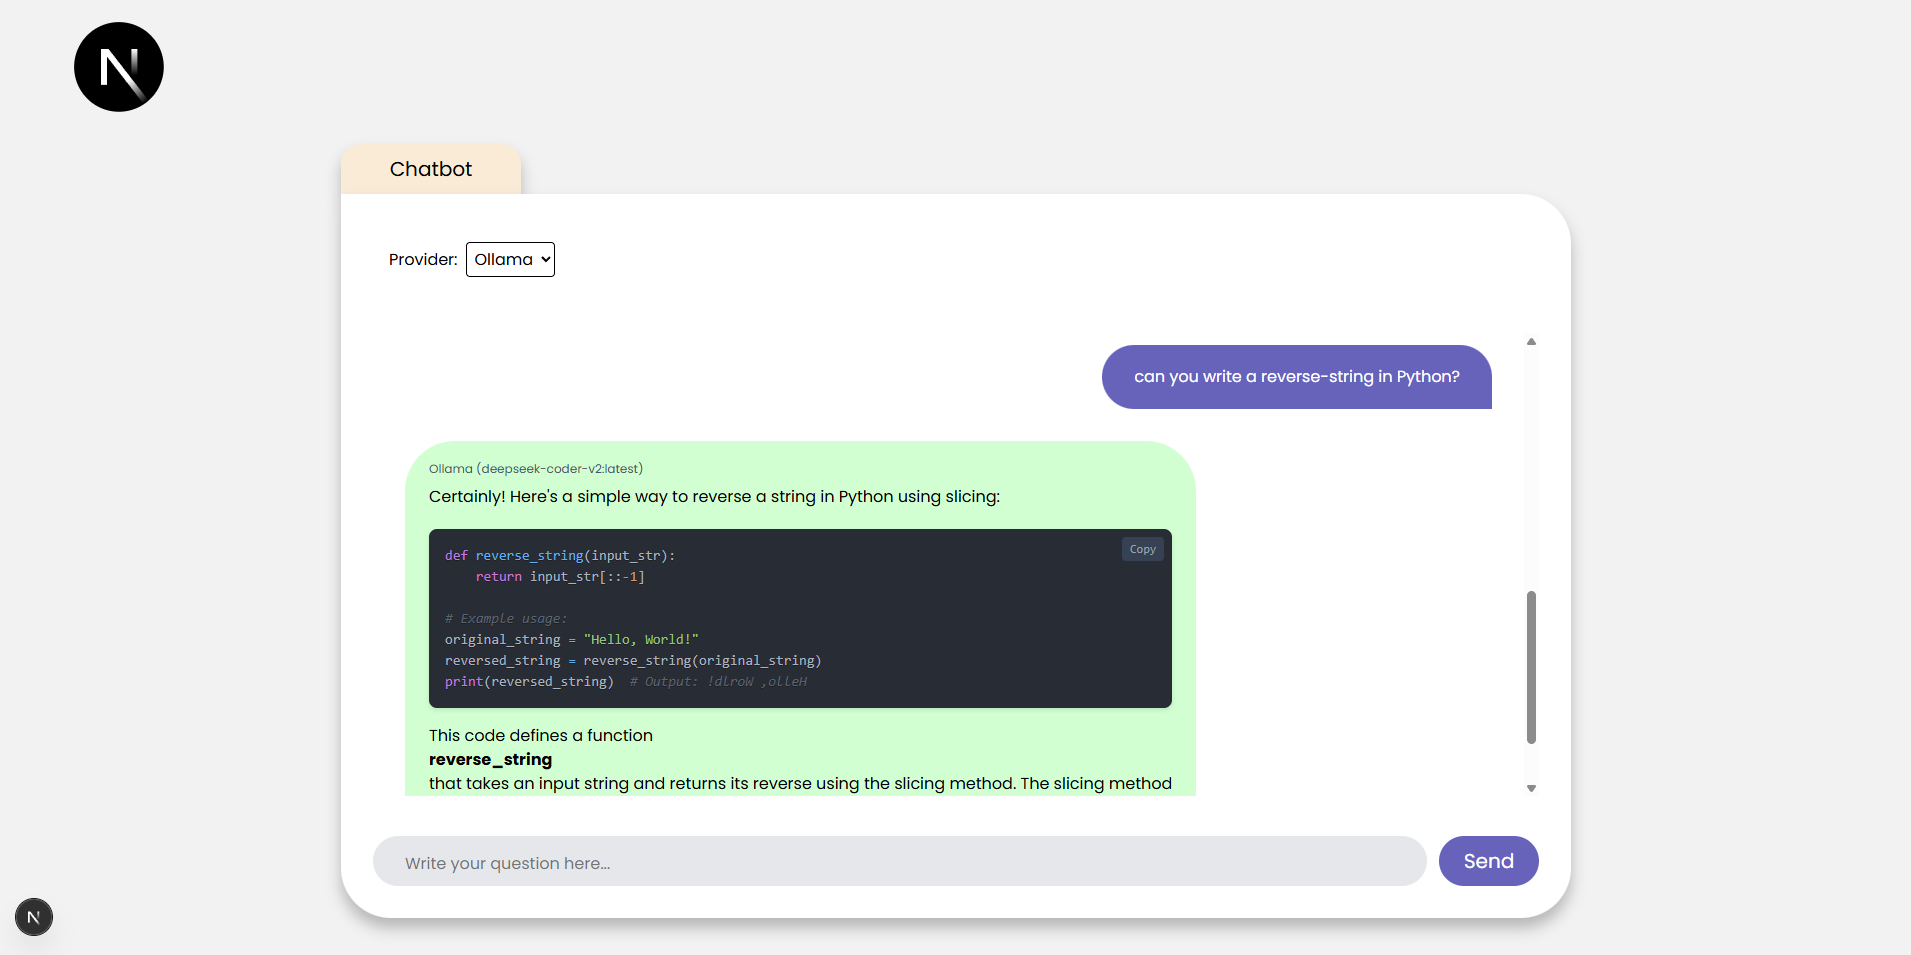 N
Chatbot
Provider: Ollama
can you write a reverse-string in Python?
Ollama (deepseek-coder-v2:latest)
Certainly! Here's a simple way to reverse a string in Python using slicing:
Copy
def reverse_string(input_str):
    return input_str[::-1]
# Example usage:
original_string = "Hello, World!"
reversed_string = reverse_string(original_string)
print(reversed_string)  # Output: !dlroW ,olleH
This code defines a function
reverse_string
that takes an input string and returns its reverse using the slicing method. The slicing method
Write your question here...
Send
N